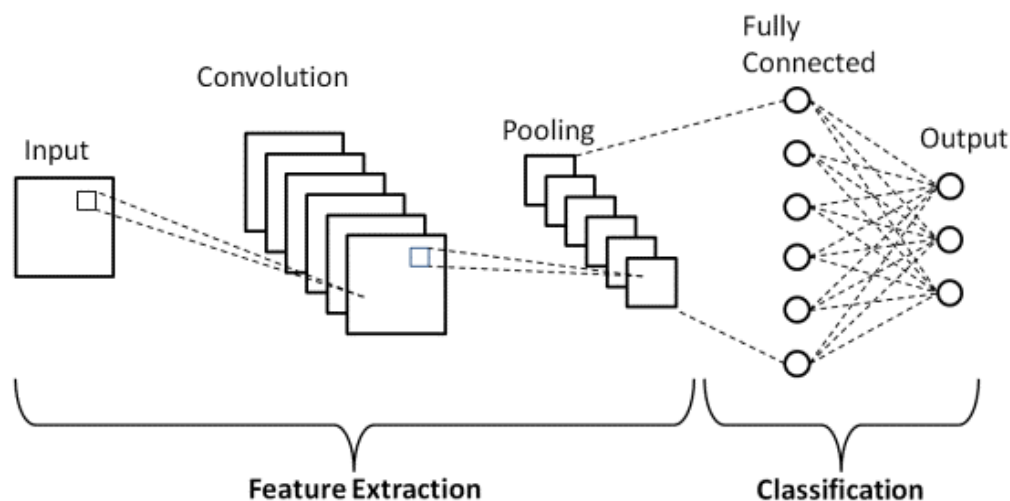 Input
Convolution
Pooling
Fully
Connected
Output
Feature Extraction
Classification